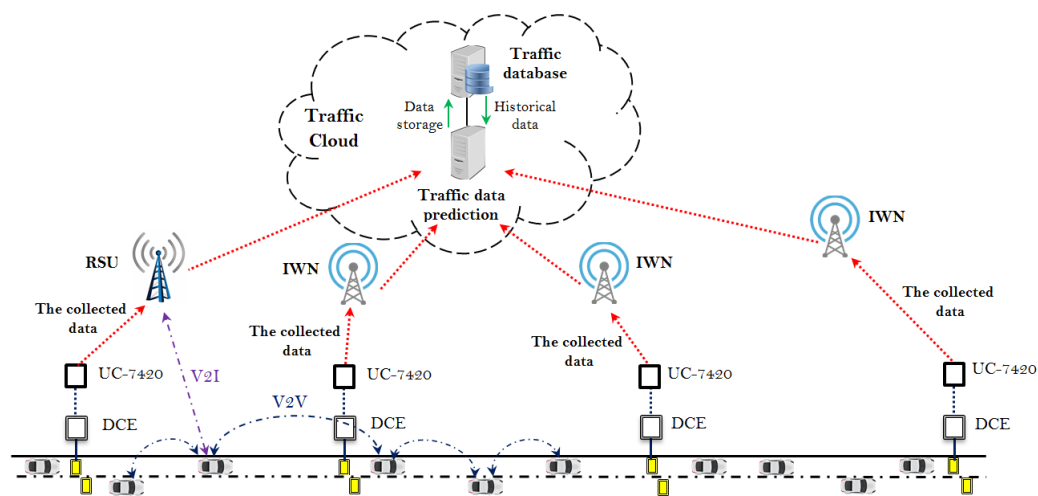 Traffic
database
Data
storage
Historical
data
Traffic
Cloud
Traffic data
prediction
RSU
IWN
IWN
IWN
The collected
data
The collected
data
The collected
data
The collected
data
UC-7420
V2I
UC-7420
UC-7420
UC-7420
DCE
V2V
DCE
DCE
DCE